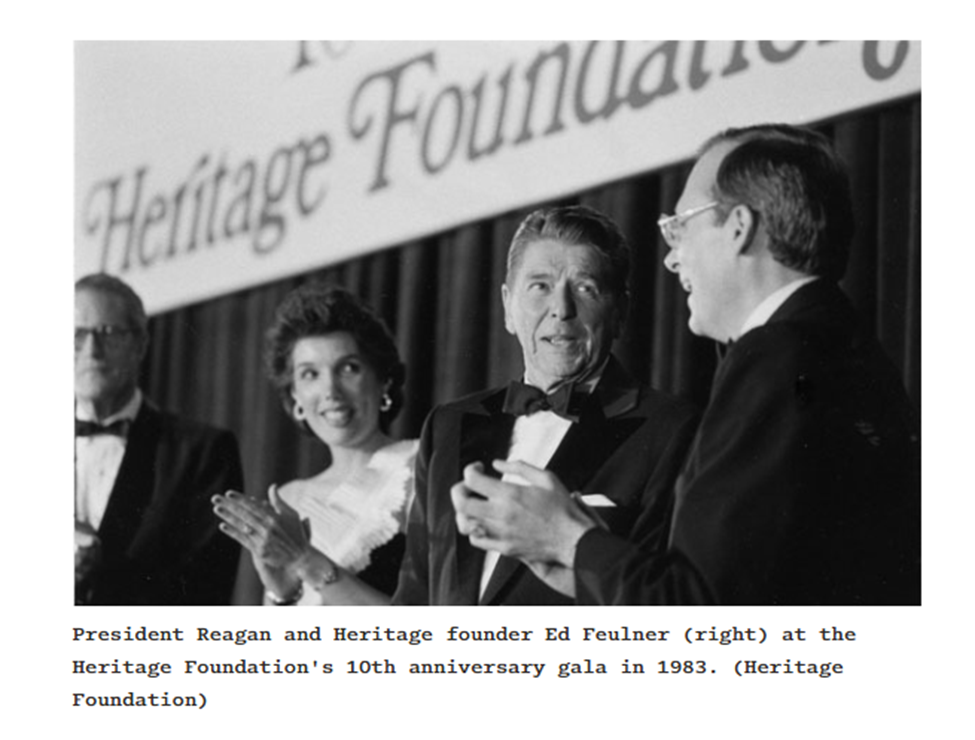 Heritage Foundation
President Reagan and Heritage founder Ed Feulner (right) at the
Heritage Foundation's 10th anniversary gala in 1983. (Heritage
Foundation)